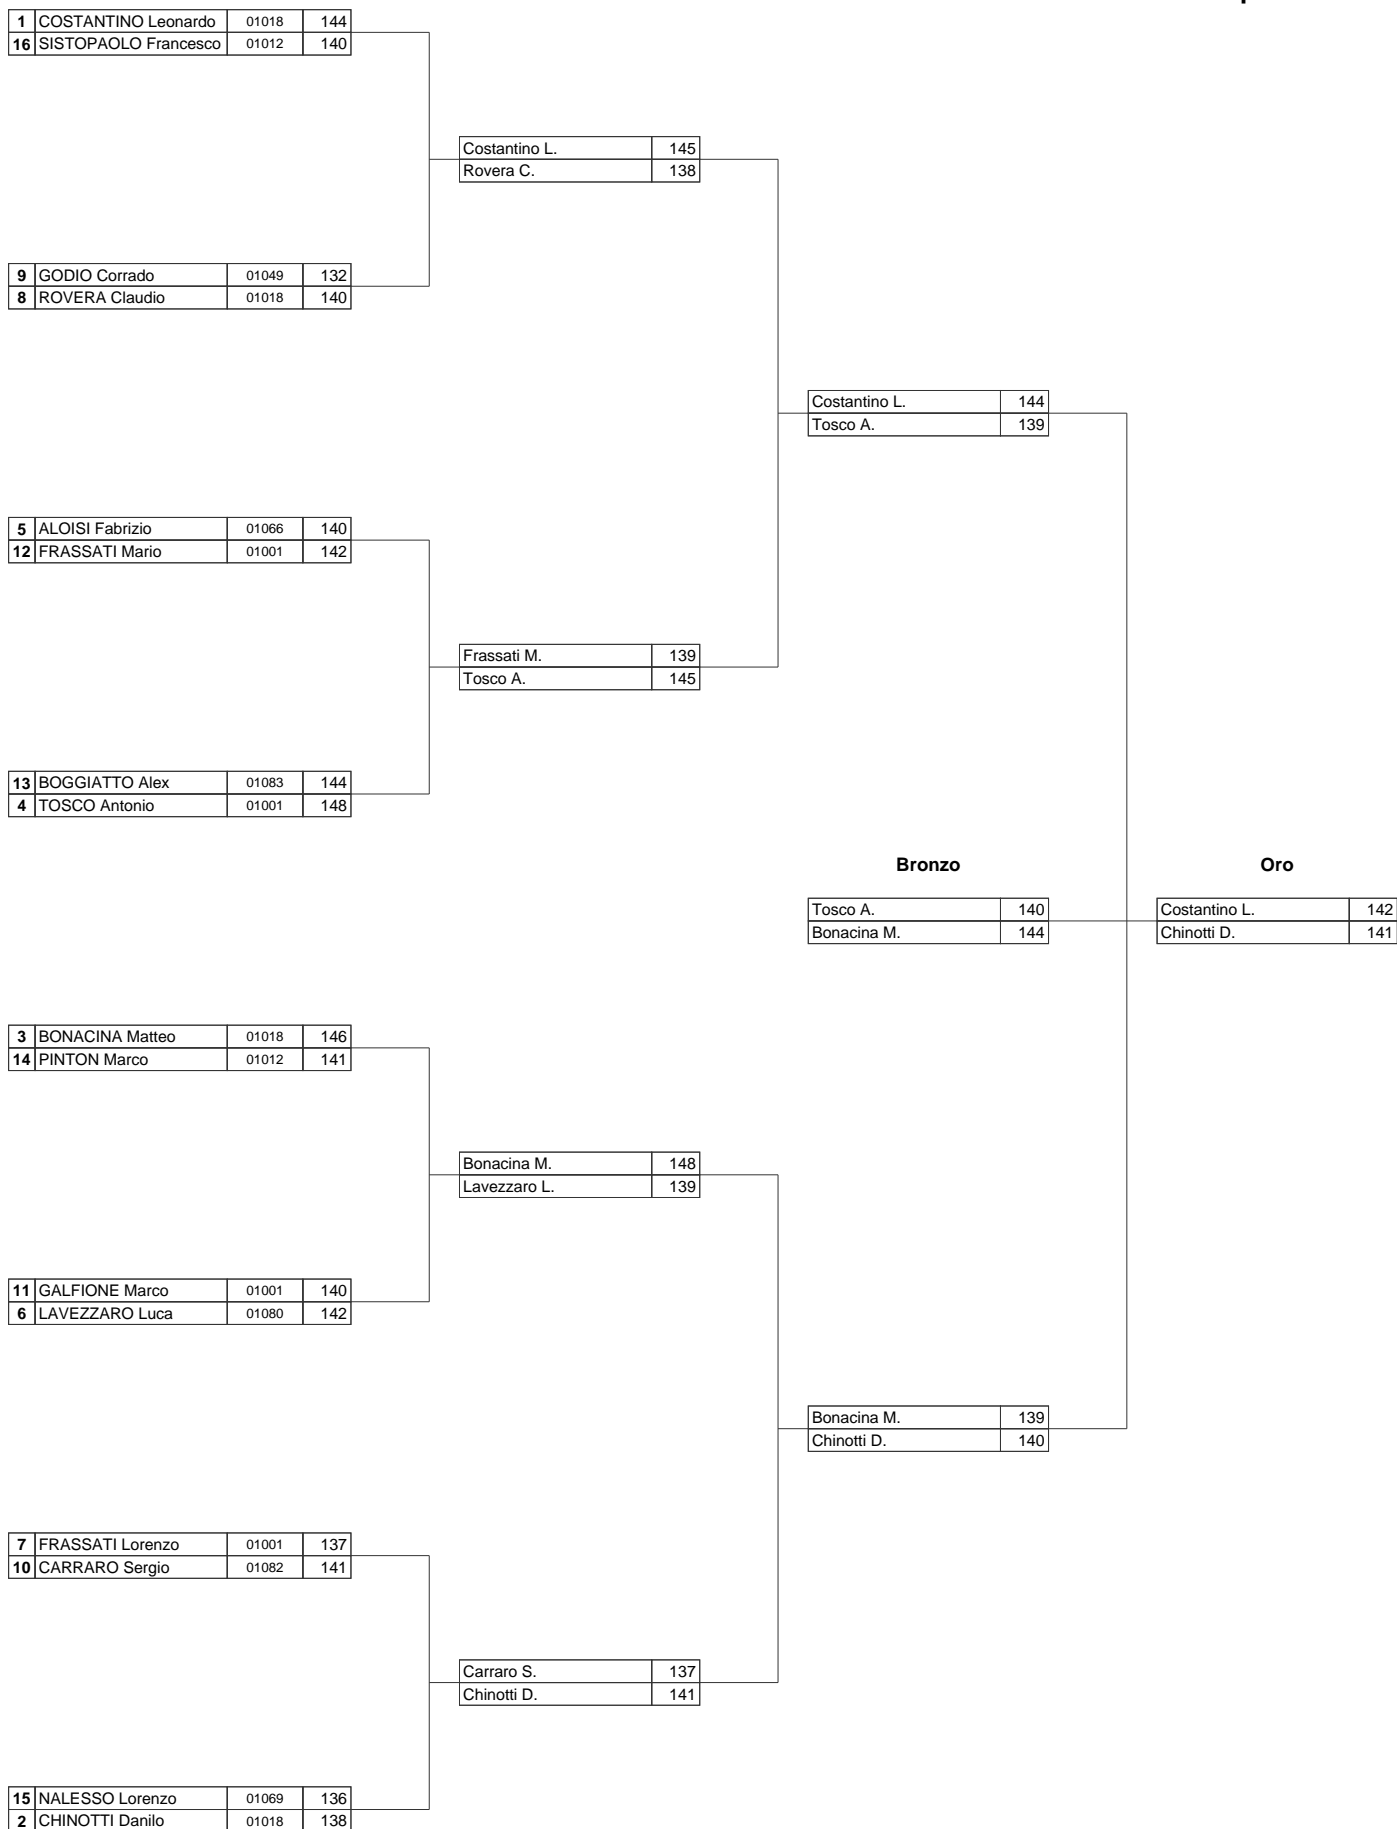 1 COSTANTINO Leonardo 01018 144
16 SISTOPAOLO Francesco 01012 140
Costantino L. 145
Rovera C. 138
9 GODIO Corrado 01049 132
8 ROVERA Claudio 01018 140
Costantino L. 144
Tosco A. 139
5 ALOISI Fabrizio 01066 140
12 FRASSATI Mario 01001 142
Frassati M. 139
Tosco A. 145
13 BOGGIATTO Alex 01083 144
4 TOSCO Antonio 01001 148
Bronzo Oro
Tosco A. 140 Costantino L. 142
Bonacina M. 144 Chinotti D. 141
3 BONACINA Matteo 01018 146
14 PINTON Marco 01012 141
Bonacina M. 148
Lavezzaro L. 139
11 GALFIONE Marco 01001 140
6 LAVEZZARO Luca 01080 142
Bonacina M. 139
Chinotti D. 140
7 FRASSATI Lorenzo 01001 137
10 CARRARO Sergio 01082 141
Carraro S. 137
Chinotti D. 141
15 NALESSO Lorenzo 01069 136
2 CHINOTTI Danilo 01018 138